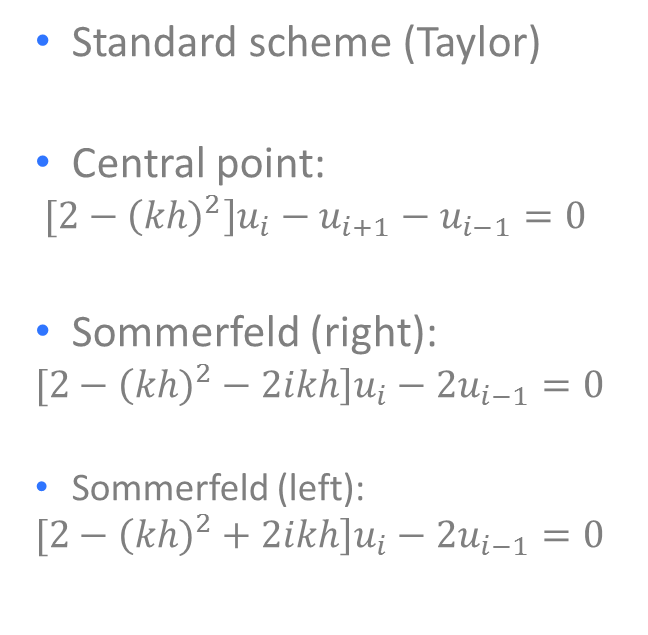 • Standard scheme (Taylor)
• Central point:
[2 − (kh)²]uᵢ − uᵢ₊₁ − uᵢ₋₁ = 0
• Sommerfeld (right):
[2 − (kh)² − 2ikh]uᵢ − 2uᵢ₋₁ = 0
• Sommerfeld (left):
[2 − (kh)² + 2ikh]uᵢ − 2uᵢ₋₁ = 0